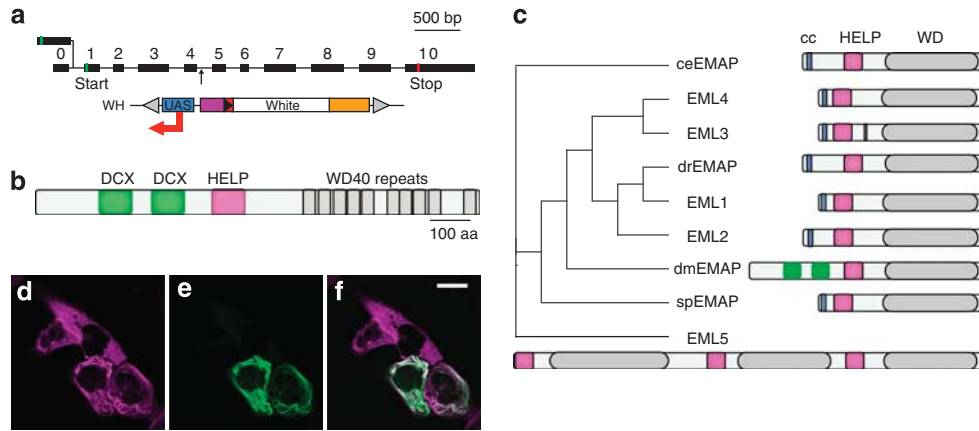 a
500 bp
0 1 2 3 4 5 6 7 8 9 10
Start
Stop
WH
UAS
White
b
DCX DCX HELP WD40 repeats
100 aa
d
e
f
c
cc HELP WD
ceEMAP
EML4
EML3
drEMAP
EML1
EML2
dmEMAP
spEMAP
EML5